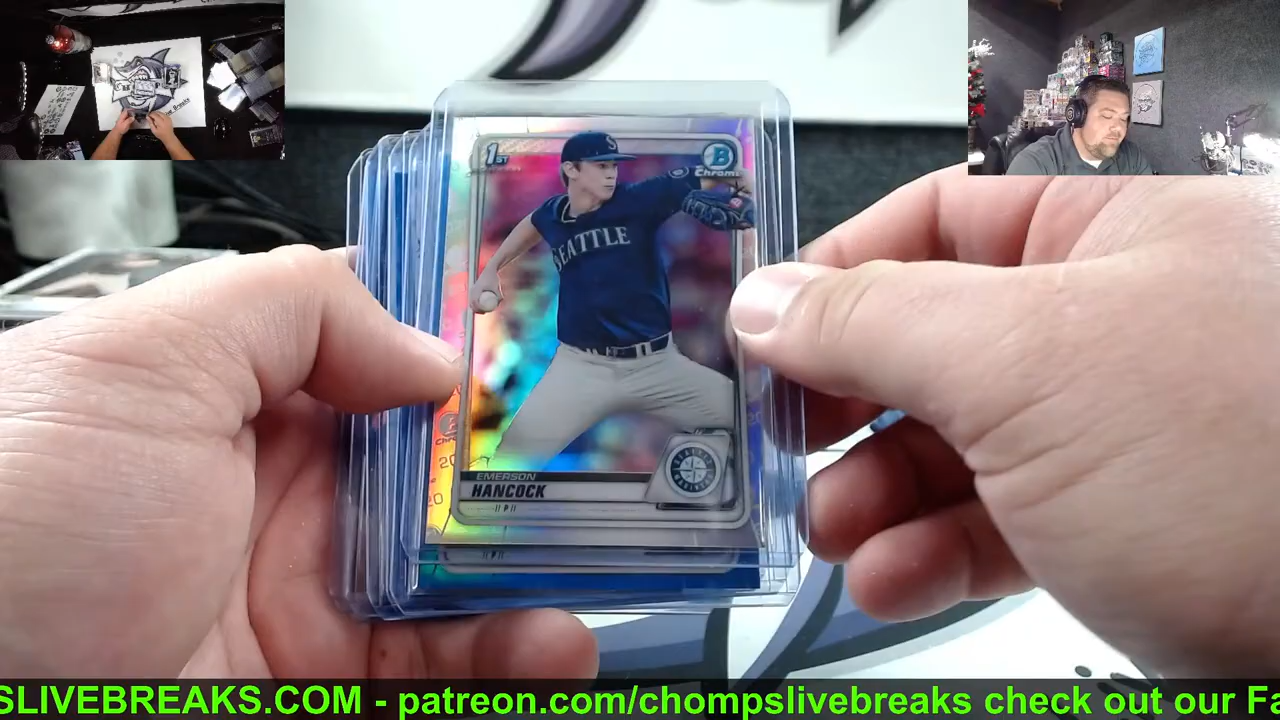 1ST
B
Chrome
SEATTLE
EMERSON
HANCOCK
// P //
// P //
SLIVEBREAKS.COM - patreon.com/chompslivebreaks check out our Fa